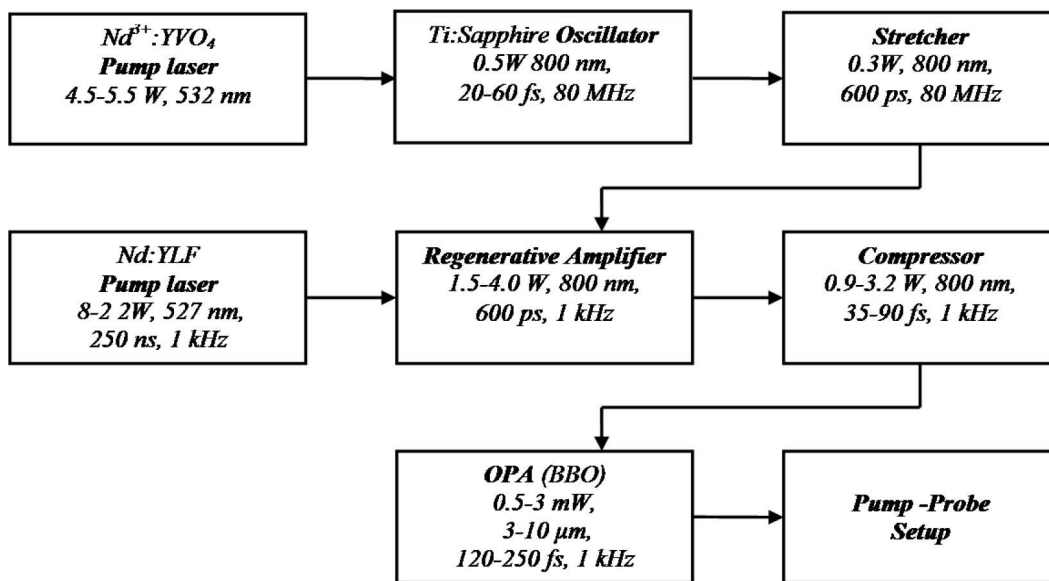 Nd³⁺:YVO₄
Pump laser
4.5-5.5 W, 532 nm
Ti:Sapphire Oscillator
0.5W 800 nm,
20-60 fs, 80 MHz
Stretcher
0.3W, 800 nm,
600 ps, 80 MHz
Nd:YLF
Pump laser
8-2 2W, 527 nm,
250 ns, 1 kHz
Regenerative Amplifier
1.5-4.0 W, 800 nm,
600 ps, 1 kHz
Compressor
0.9-3.2 W, 800 nm,
35-90 fs, 1 kHz
OPA (BBO)
0.5-3 mW,
3-10 μm,
120-250 fs, 1 kHz
Pump -Probe
Setup